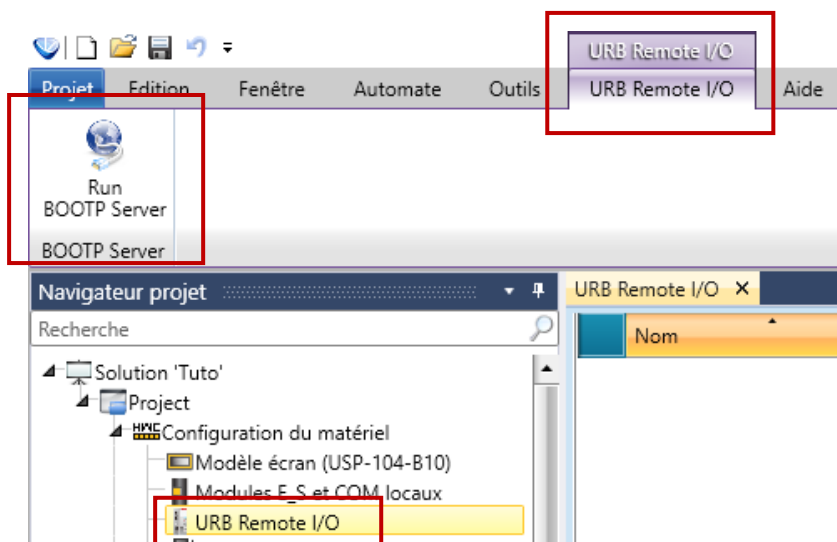 URB Remote I/O
Projet Edition Fenêtre Automate Outils URB Remote I/O Aide
Run
BOOTP Server
BOOTP Server
Navigateur projet
URB Remote I/O
Recherche
Nom
Solution 'Tuto'
Project
HWC Configuration du matériel
Modèle écran (USP-104-B10)
Modules E_S et COM locaux
URB Remote I/O